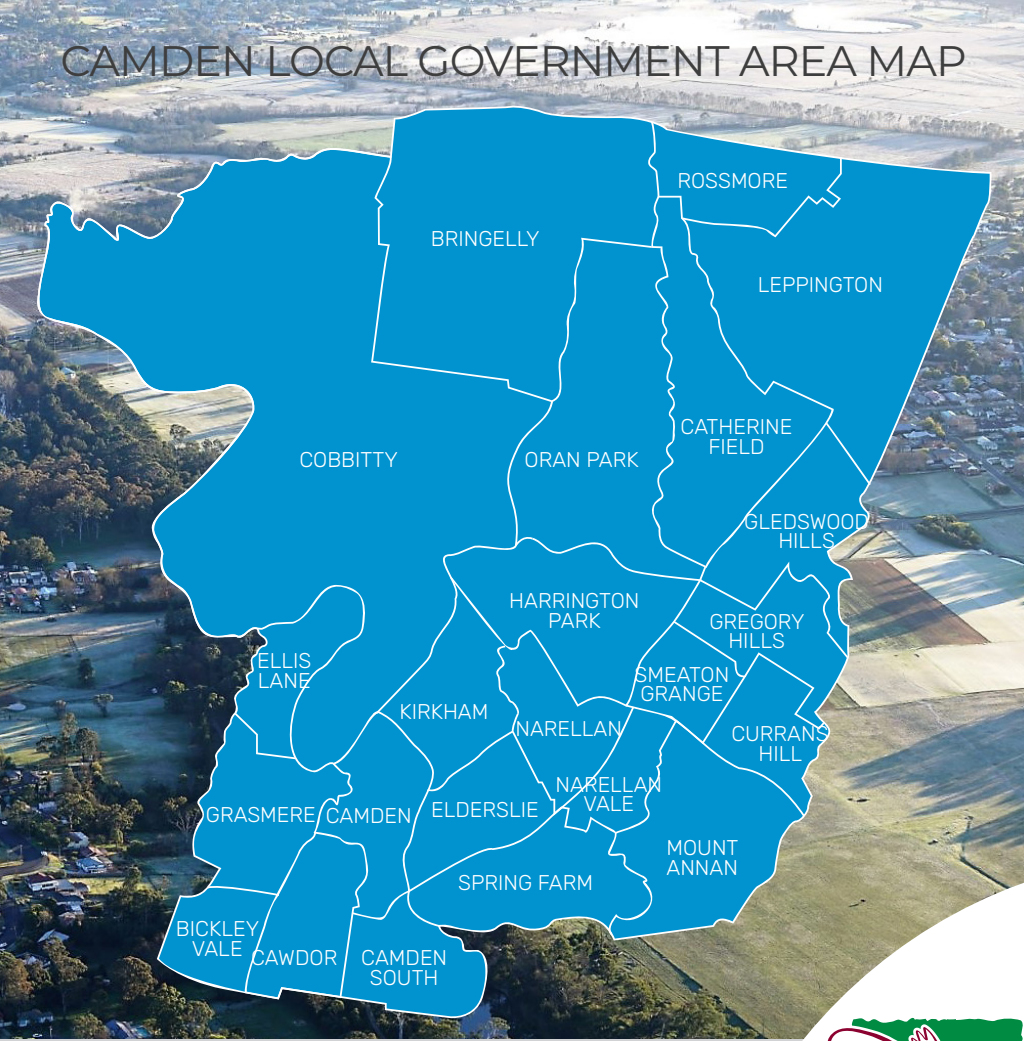 CAMDEN LOCAL GOVERNMENT AREA MAP
ROSSMORE
BRINGELLY
LEPPINGTON
CATHERINE
FIELD
COBBITTY
ORAN PARK
GLEDSWOOD
HILLS
HARRINGTON
PARK
GREGORY
HILLS
ELLIS
LANE
SMEATON
GRANGE
KIRKHAM
NARELLAN
CURRANS
HILL
NARELLAN
VALE
GRASMERE
CAMDEN
ELDERSLIE
MOUNT
ANNAN
SPRING FARM
BICKLEY
VALE
CAWDOR
CAMDEN
SOUTH